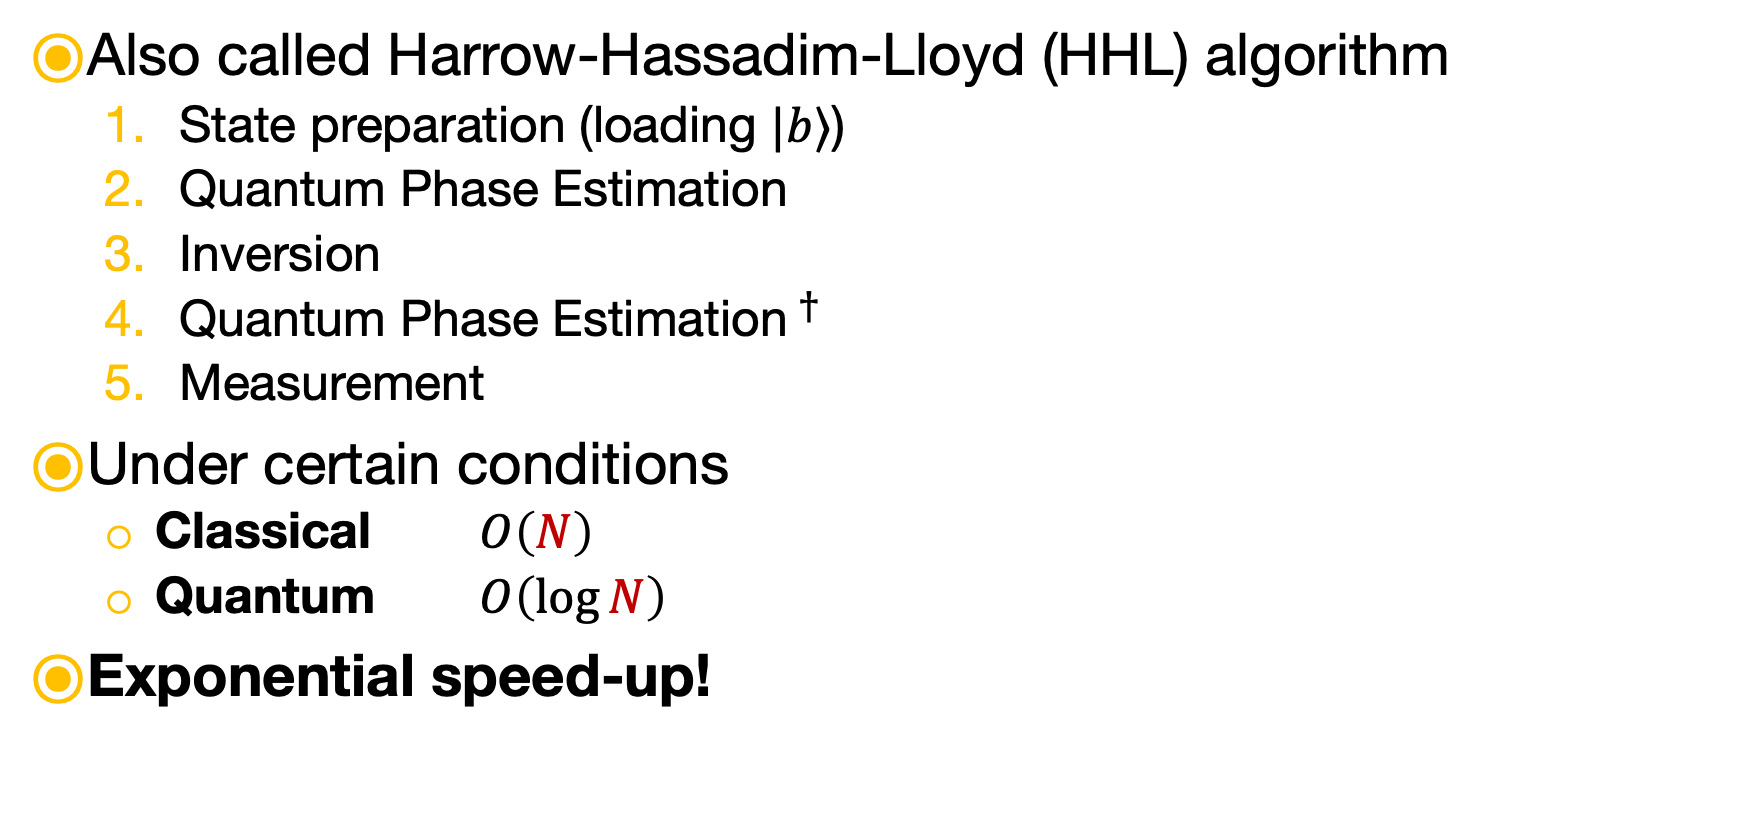 Also called Harrow-Hassadim-Lloyd (HHL) algorithm
1. State preparation (loading |b⟩)
2. Quantum Phase Estimation
3. Inversion
4. Quantum Phase Estimation †
5. Measurement
Under certain conditions
Classical O(N)
Quantum O(log N)
Exponential speed-up!